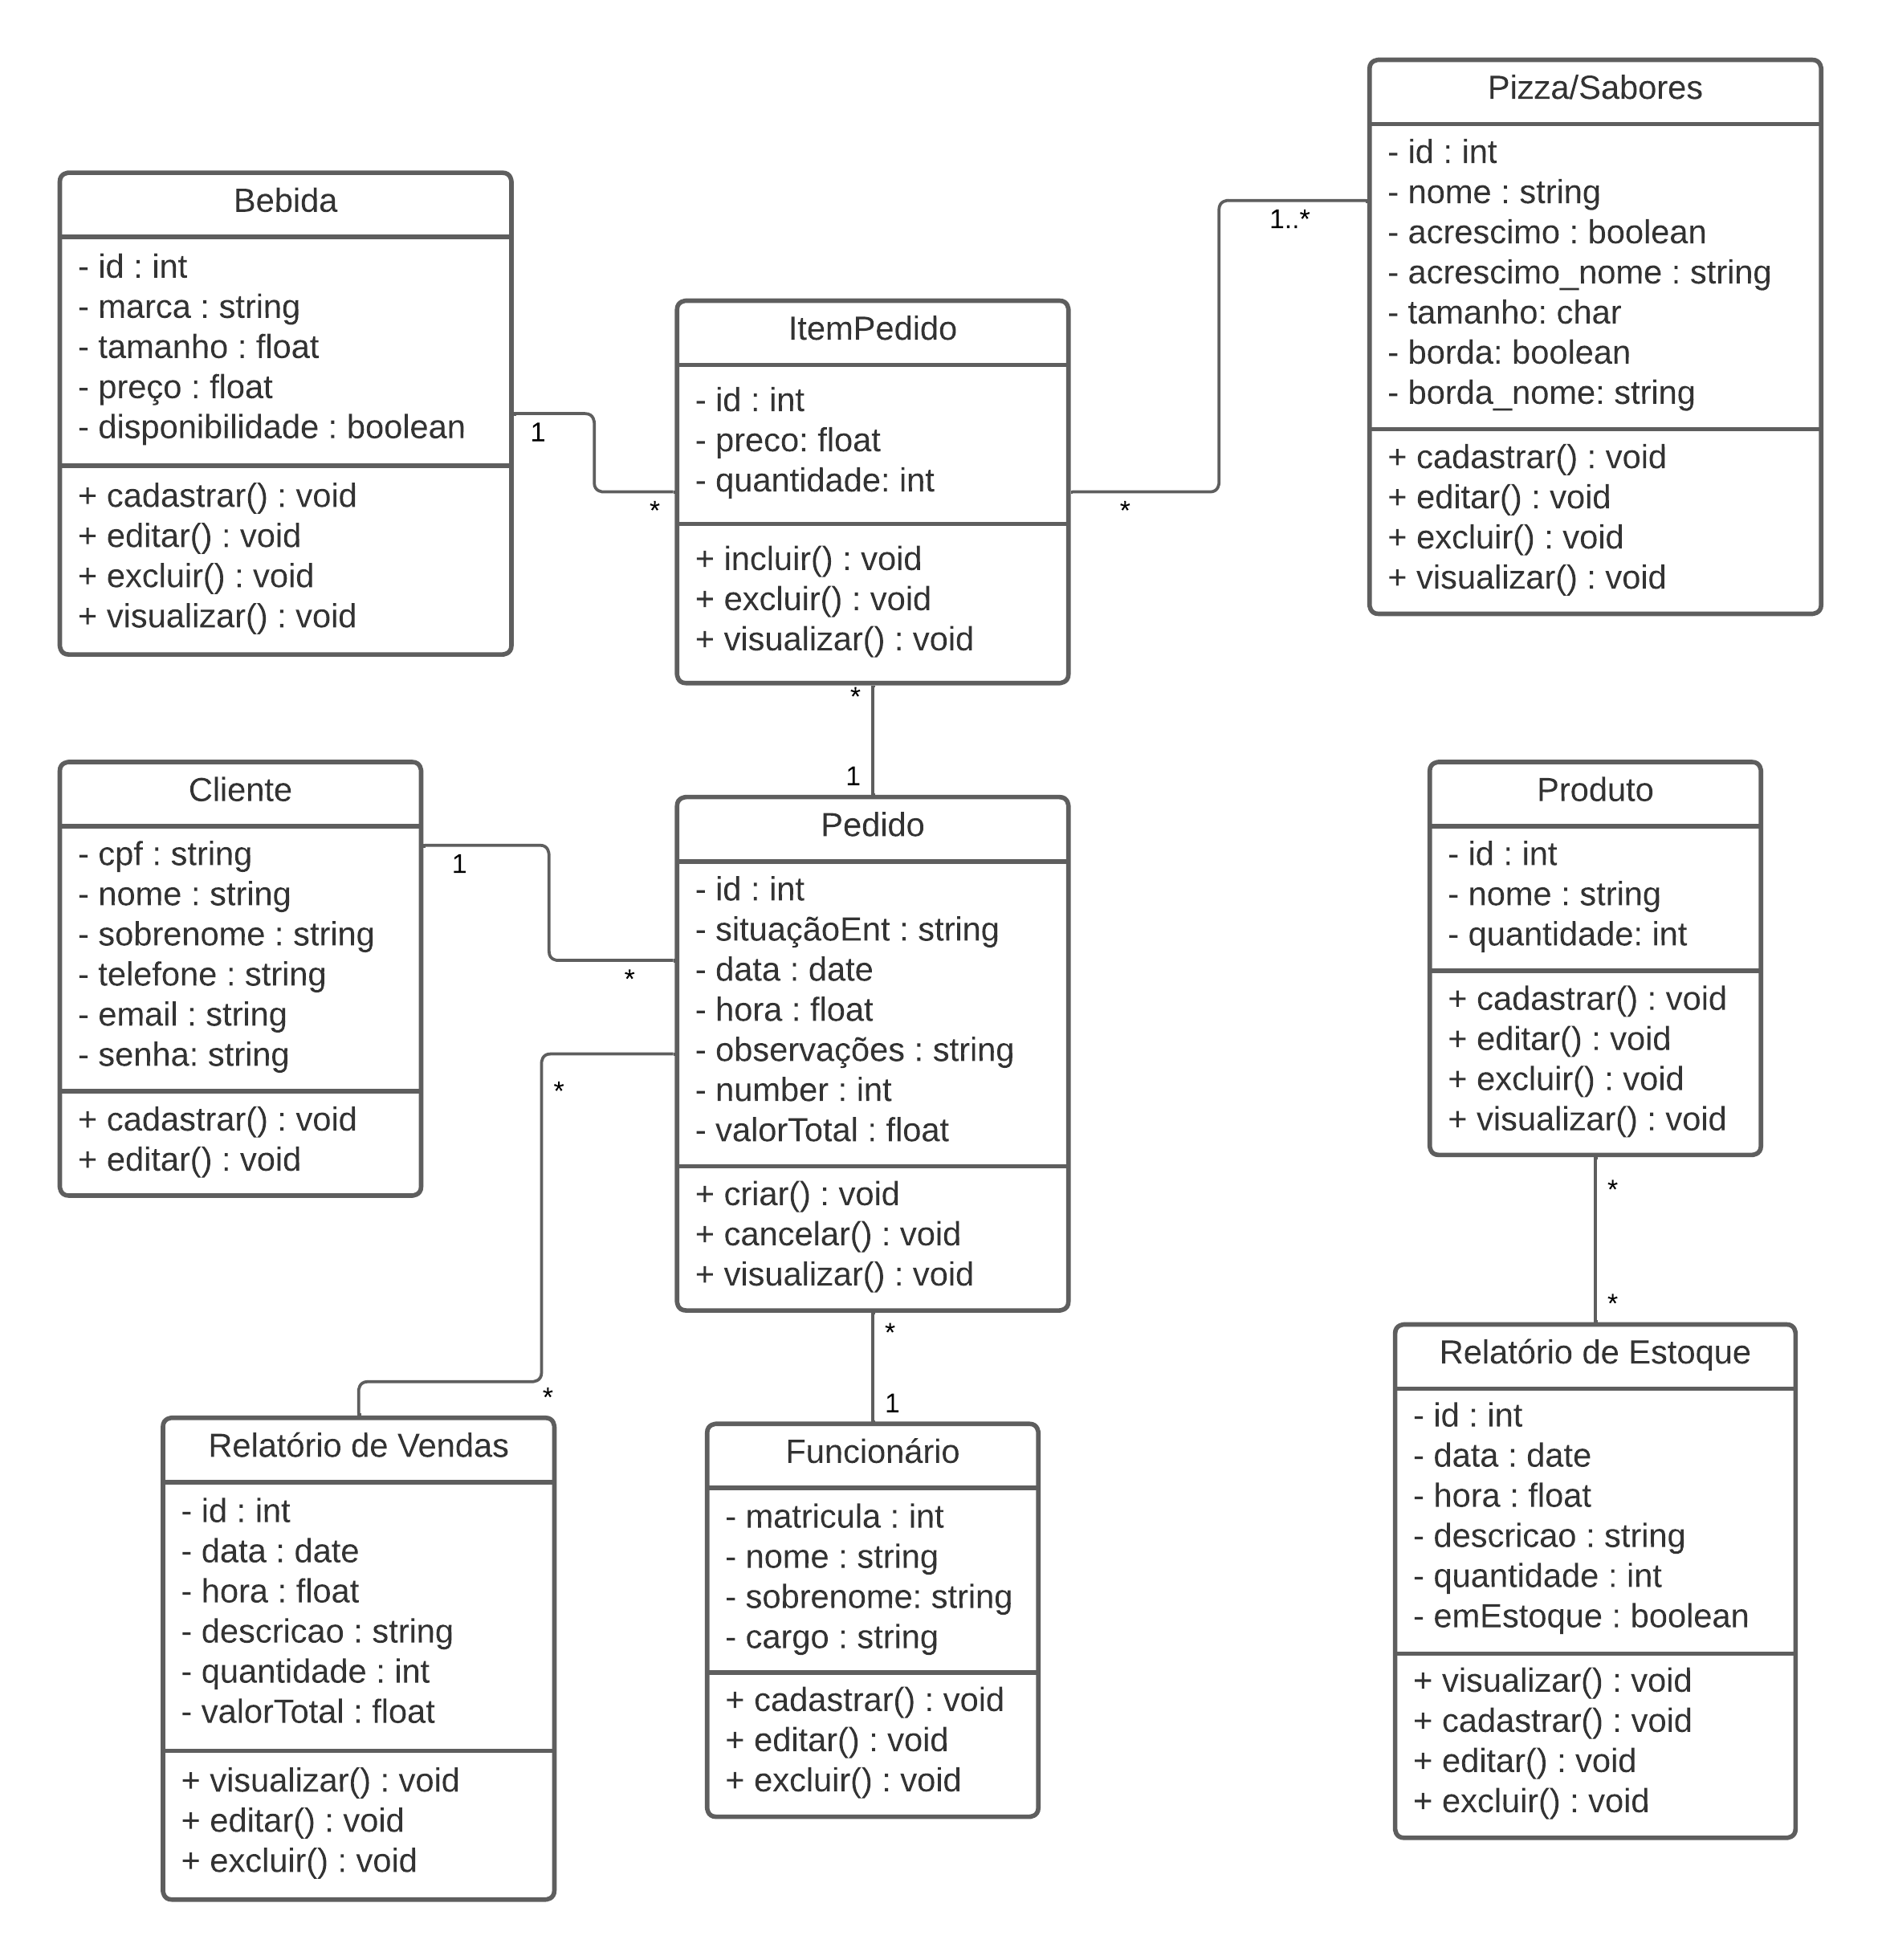 Pizza/Sabores
- id : int
- nome : string
- acrescimo : boolean
- acrescimo_nome : string
- tamanho: char
- borda: boolean
- borda_nome: string
+ cadastrar() : void
+ editar() : void
+ excluir() : void
+ visualizar() : void
1..*
*
Bebida
- id : int
- marca : string
- tamanho : float
- preço : float
- disponibilidade : boolean
+ cadastrar() : void
+ editar() : void
+ excluir() : void
+ visualizar() : void
1
*
ItemPedido
- id : int
- preco: float
- quantidade: int
+ incluir() : void
+ excluir() : void
+ visualizar() : void
*
1
Cliente
- cpf : string
- nome : string
- sobrenome : string
- telefone : string
- email : string
- senha: string
+ cadastrar() : void
+ editar() : void
1
*
Pedido
- id : int
- situaçãoEnt : string
- data : date
- hora : float
- observações : string
- number : int
- valorTotal : float
+ criar() : void
+ cancelar() : void
+ visualizar() : void
*
*
*
1
Produto
- id : int
- nome : string
- quantidade: int
+ cadastrar() : void
+ editar() : void
+ excluir() : void
+ visualizar() : void
*
*
Relatório de Vendas
- id : int
- data : date
- hora : float
- descricao : string
- quantidade : int
- valorTotal : float
+ visualizar() : void
+ editar() : void
+ excluir() : void
Funcionário
- matricula : int
- nome : string
- sobrenome: string
- cargo : string
+ cadastrar() : void
+ editar() : void
+ excluir() : void
Relatório de Estoque
- id : int
- data : date
- hora : float
- descricao : string
- quantidade : int
- emEstoque : boolean
+ visualizar() : void
+ cadastrar() : void
+ editar() : void
+ excluir() : void